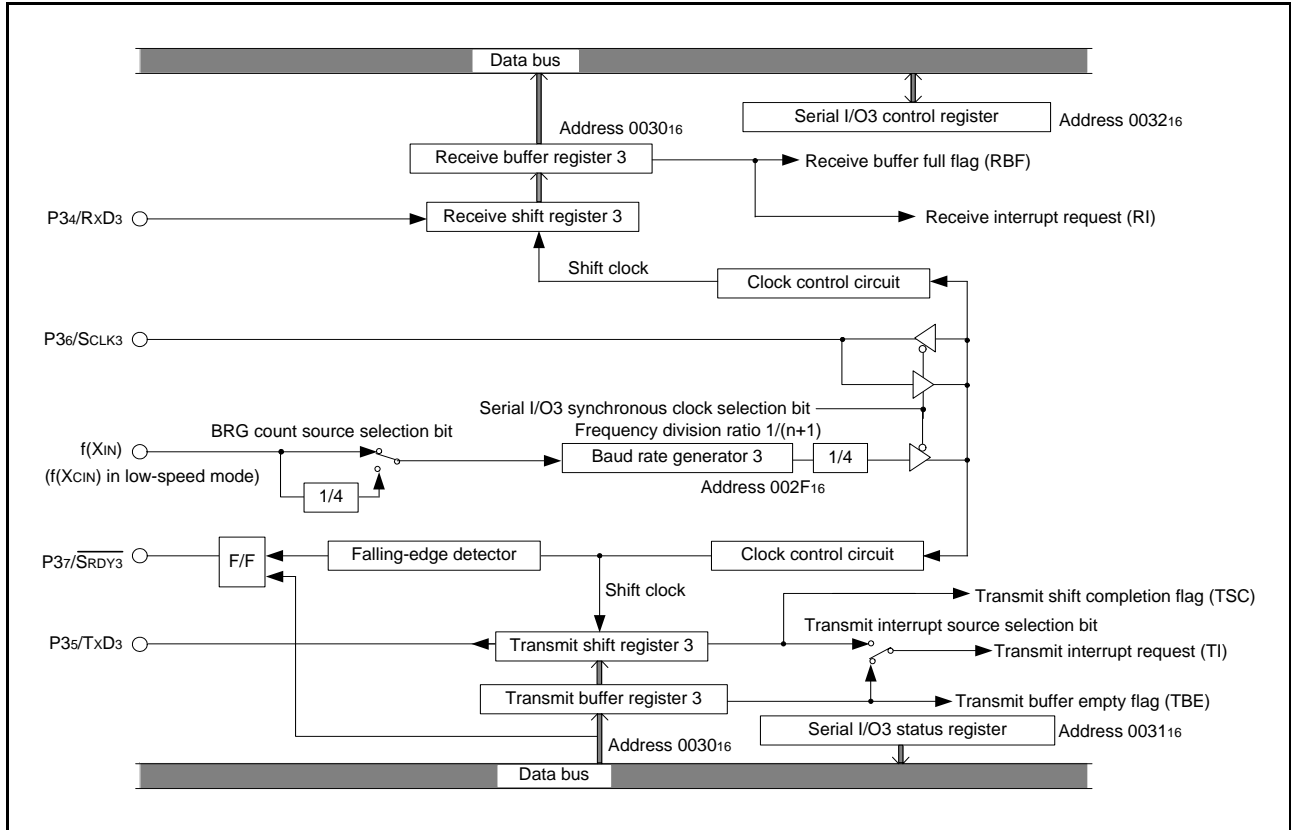 Data bus
Serial I/O3 control register
Address 0032₁₆
Address 0030₁₆
Receive buffer register 3
Receive buffer full flag (RBF)
P3₄/RxD₃
Receive shift register 3
Receive interrupt request (RI)
Shift clock
Clock control circuit
P3₆/SCLK3
Serial I/O3 synchronous clock selection bit
BRG count source selection bit
Frequency division ratio 1/(n+1)
f(XIN)
Baud rate generator 3
1/4
(f(XCIN) in low-speed mode)
1/4
Address 002F₁₆
P3₇/S̅R̅D̅Y̅3̅
F/F
Falling-edge detector
Clock control circuit
Shift clock
Transmit shift completion flag (TSC)
Transmit interrupt source selection bit
P3₅/TxD₃
Transmit shift register 3
Transmit interrupt request (TI)
Transmit buffer register 3
Transmit buffer empty flag (TBE)
Address 0030₁₆
Serial I/O3 status register
Address 0031₁₆
Data bus